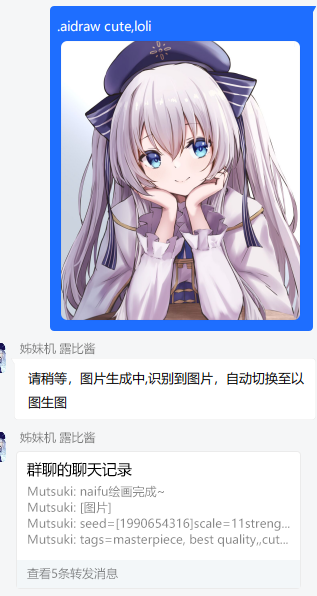 .aidraw cute,loli
姊妹机 露比酱
请稍等，图片生成中,识别到图片，自动切换至以
图生图
姊妹机 露比酱
群聊的聊天记录
Mutsuki: naifu绘画完成~
Mutsuki: [图片]
Mutsuki: seed=[1990654316]scale=11streng...
Mutsuki: tags=masterpiece, best quality,,cut...
查看5条转发消息